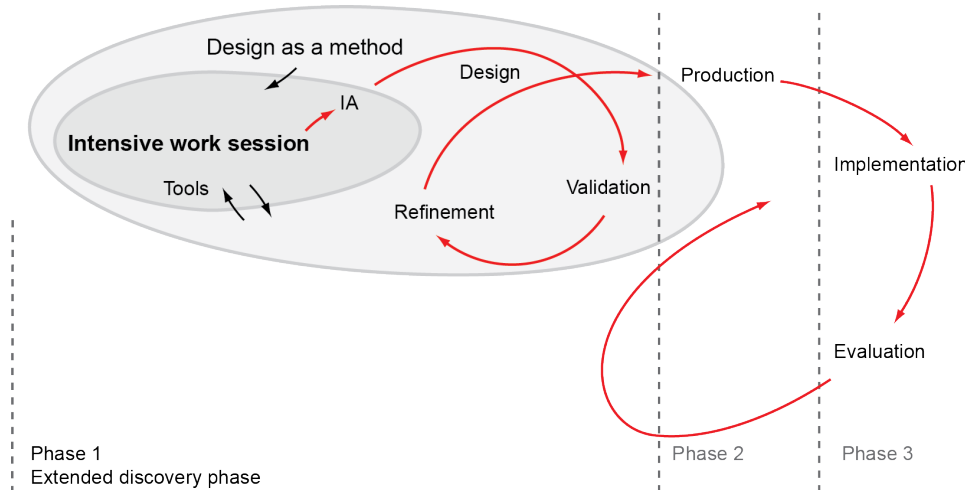 Design as a method
Design
IA
Production
Intensive work session
Implementation
Tools
Validation
Refinement
Evaluation
Phase 1
Extended discovery phase
Phase 2
Phase 3